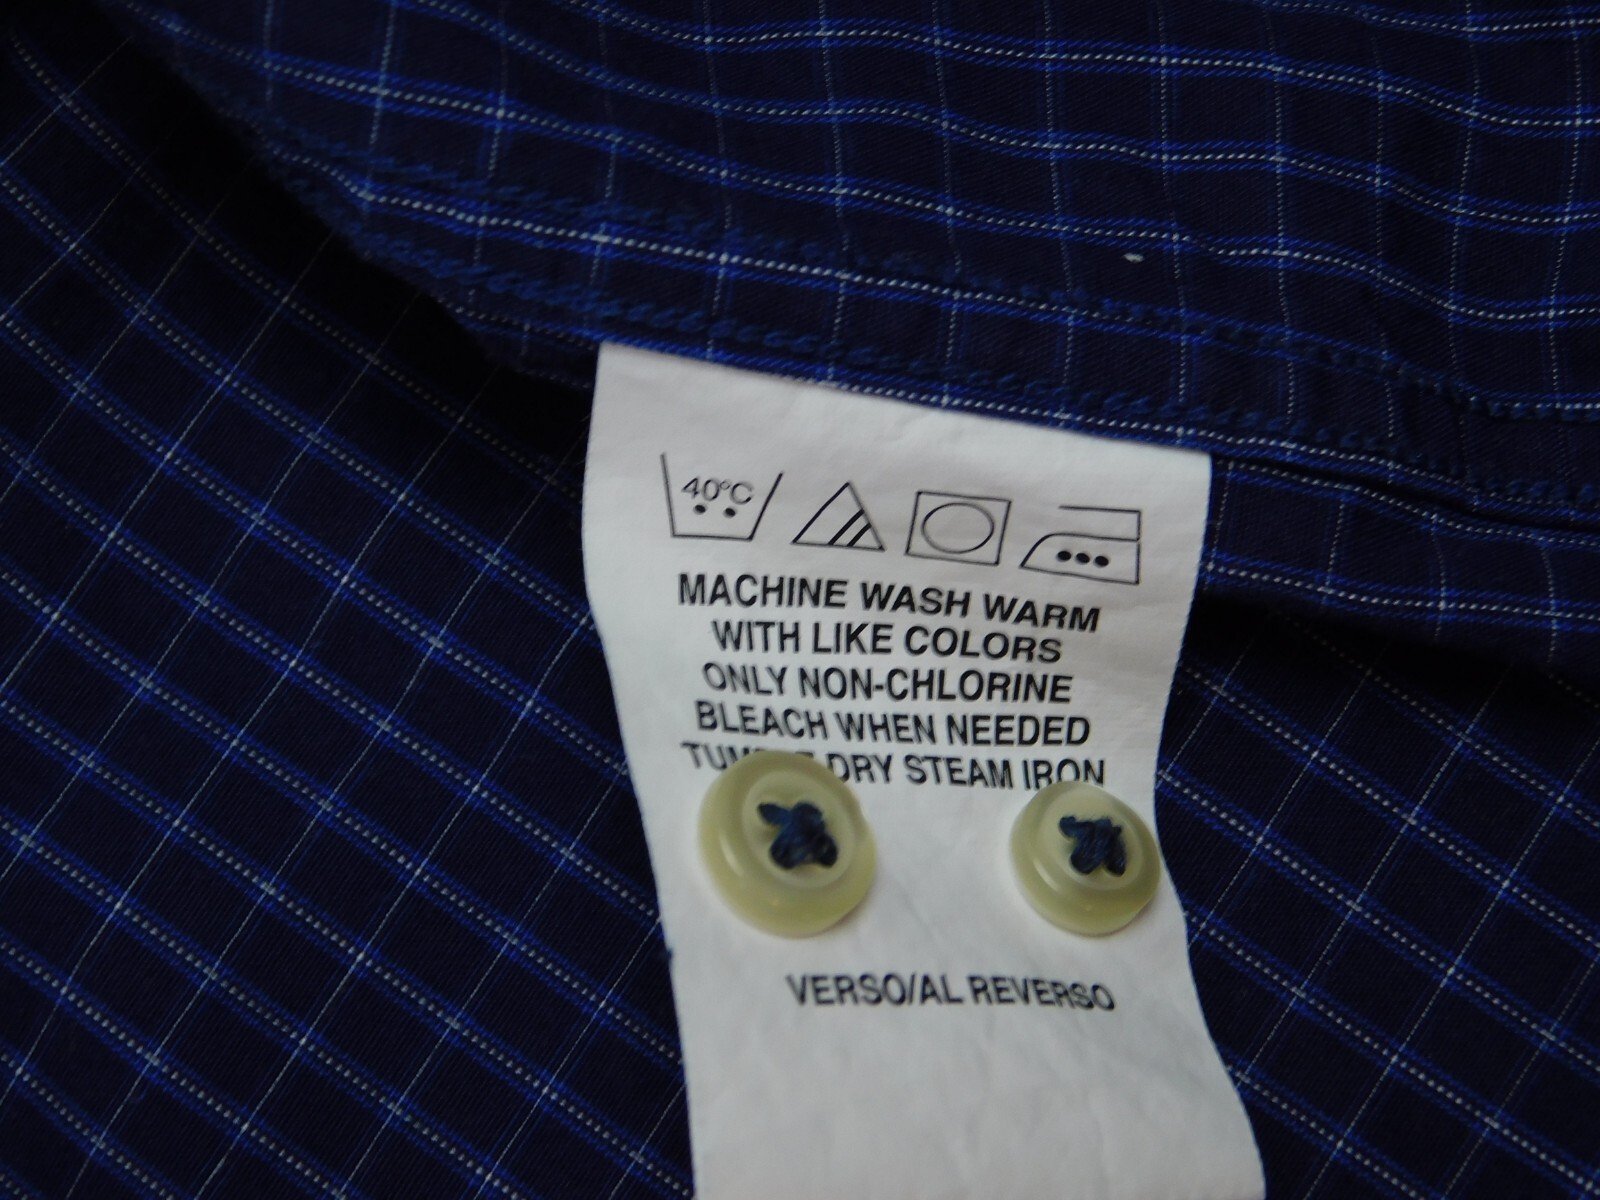 40°C
MACHINE WASH WARM
WITH LIKE COLORS
ONLY NON-CHLORINE
BLEACH WHEN NEEDED
DRY STEAM IRON
VERSO/AL REVERSO